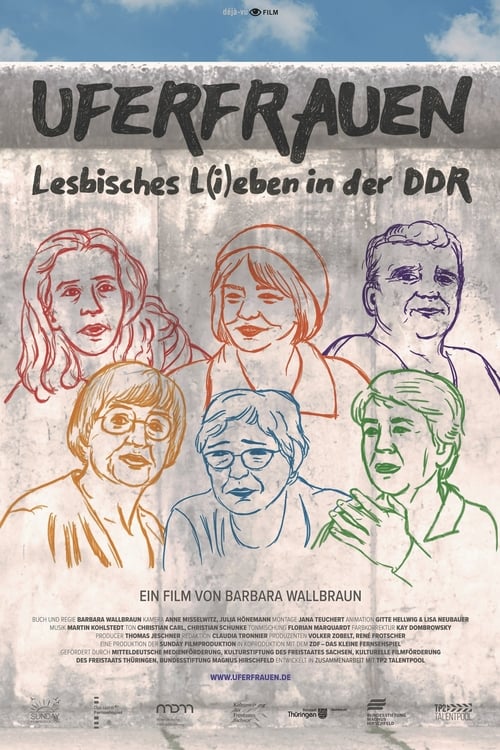 déjà-vu FILM
UFERFRAUEN
Lesbisches L(i)eben in der DDR
EIN FILM VON BARBARA WALLBRAUN
BUCH UND REGIE BARBARA WALLBRAUN KAMERA ANNE MISSELWITZ, JULIA HÖNEMANN MONTAGE JANA TEUCHERT ANIMATION GITTE HELLWIG & LISA NEUBAUER
MUSIK MARTIN KOHLSTEDT TON CHRISTIAN CARL, CHRISTIAN SCHUNKE TONMISCHUNG FLORIAN MARQUARDT FARBKORREKTUR KAY DOMBROWSKY
PRODUCER THOMAS JESCHNER REDAKTION CLAUDIA TRONNIER PRODUZENTEN VOLKER ZOBELT, RENÉ FROTSCHER
EINE PRODUKTION DER SUNDAY FILMPRODUKTION IN KOPRODUKTION MIT DEM ZDF – DAS KLEINE FERNSEHSPIEL
GEFÖRDERT DURCH MITTELDEUTSCHE MEDIENFÖRDERUNG, KULTURSTIFTUNG DES FREISTAATES SACHSEN, KULTURELLE FILMFÖRDERUNG
DES FREISTAATS THÜRINGEN, BUNDESSTIFTUNG MAGNUS HIRSCHFELD ENTWICKELT IN ZUSAMMENARBEIT MIT TP2 TALENTPOOL
WWW.UFERFRAUEN.DE
SUNDAY
mdm
Freistaat Thüringen
BUNDESSTIFTUNG MAGNUS HIRSCHFELD
TP2 TALENTPOOL